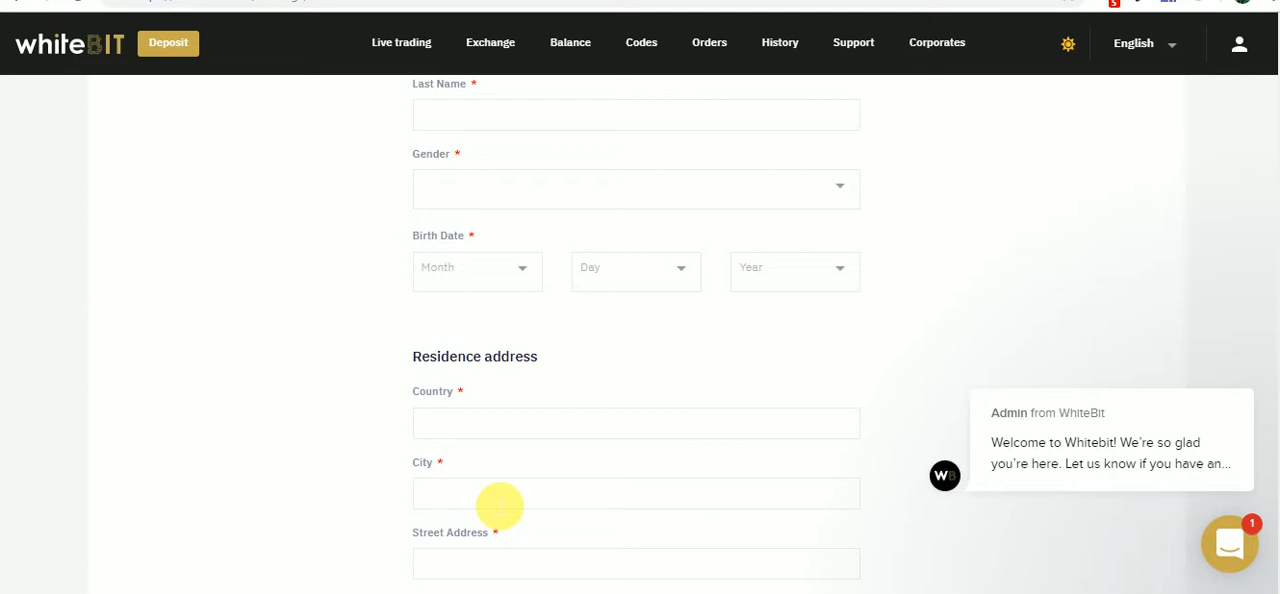 whiteBIT
Deposit
Live trading
Exchange
Balance
Codes
Orders
History
Support
Corporates
English
Last Name *
Gender *
Birth Date *
Month
Day
Year
Residence address
Country *
City *
Street Address *
Admin from WhiteBit
Welcome to Whitebit! We're so glad
you're here. Let us know if you have an...
WB
1
5